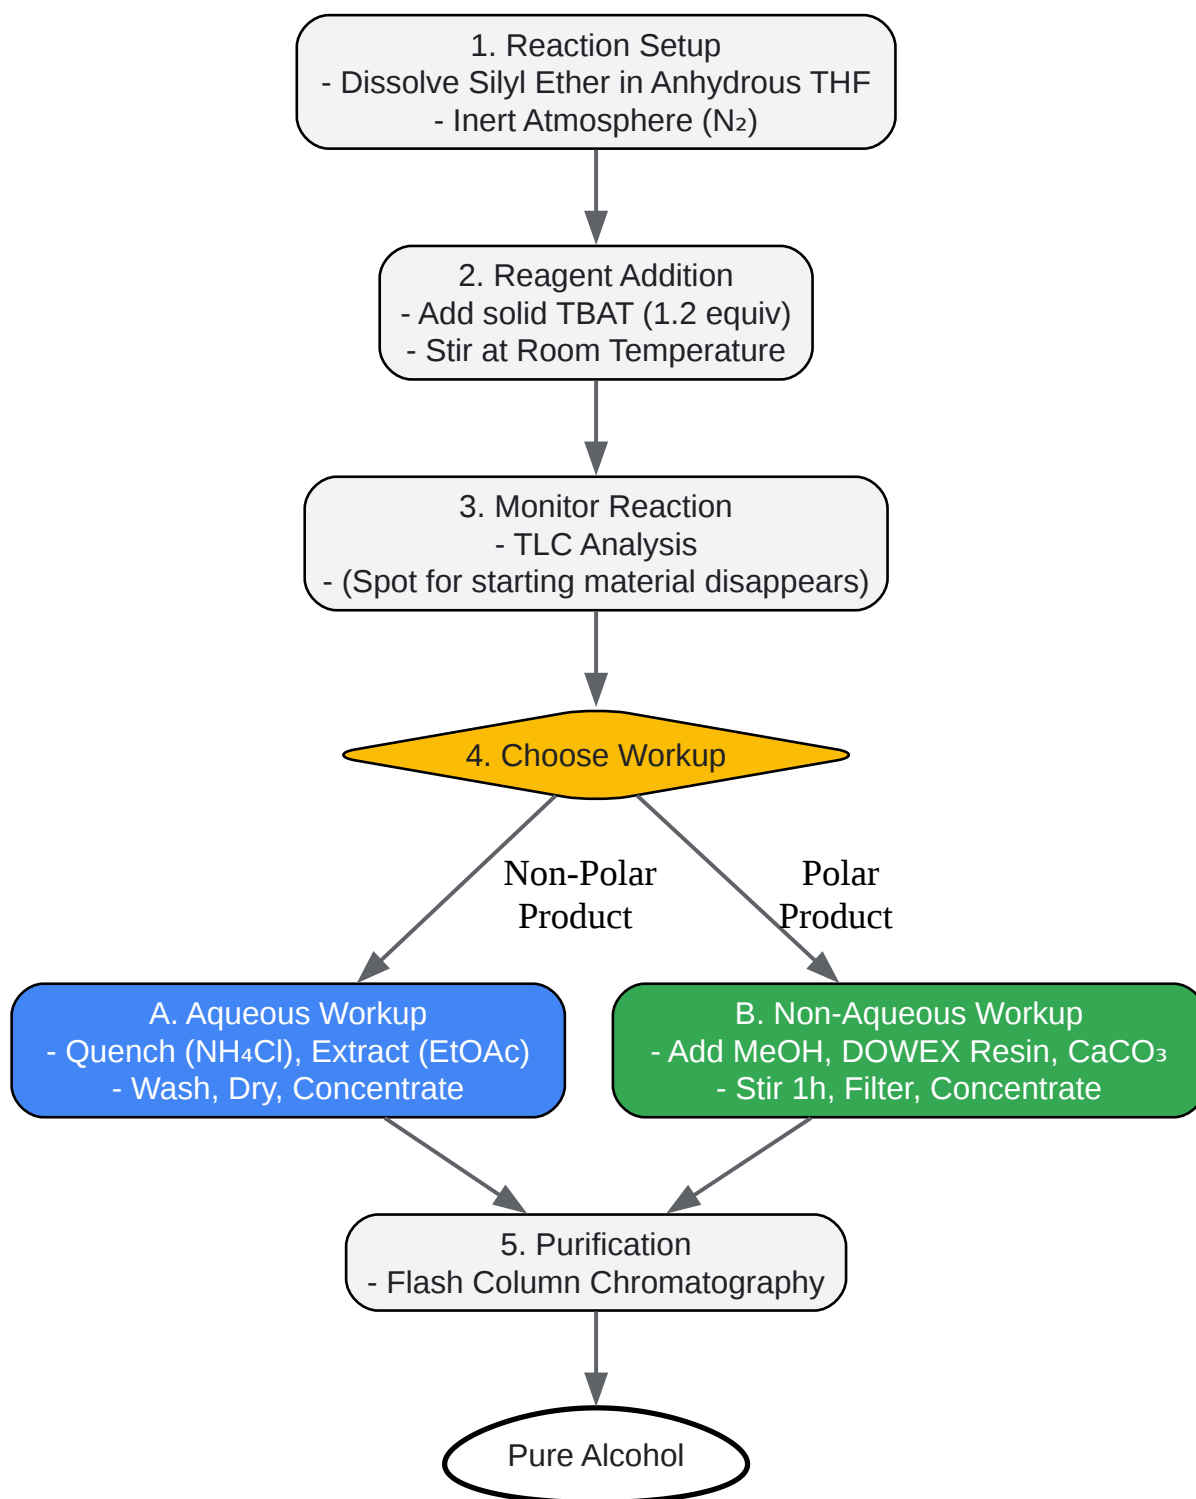 1. Reaction Setup
- Dissolve Silyl Ether in Anhydrous THF
- Inert Atmosphere (N₂)
2. Reagent Addition
- Add solid TBAT (1.2 equiv)
- Stir at Room Temperature
3. Monitor Reaction
- TLC Analysis
- (Spot for starting material disappears)
4. Choose Workup
Non-Polar
Product
Polar
Product
A. Aqueous Workup
- Quench (NH₄Cl), Extract (EtOAc)
- Wash, Dry, Concentrate
B. Non-Aqueous Workup
- Add MeOH, DOWEX Resin, CaCO₃
- Stir 1h, Filter, Concentrate
5. Purification
- Flash Column Chromatography
Pure Alcohol